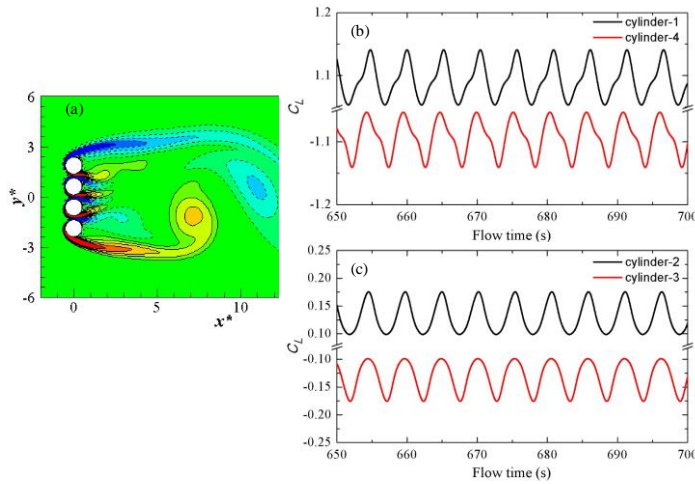 (a)
6
3
0
-3
-6
y*
0
5
10
x*
(b)
cylinder-1
cylinder-4
1.2
1.1
-1.1
-1.2
C_L
650
660
670
680
690
700
Flow time (s)
(c)
cylinder-2
cylinder-3
0.25
0.20
0.15
0.10
-0.10
-0.15
-0.20
-0.25
C_L
650
660
670
680
690
700
Flow time (s)